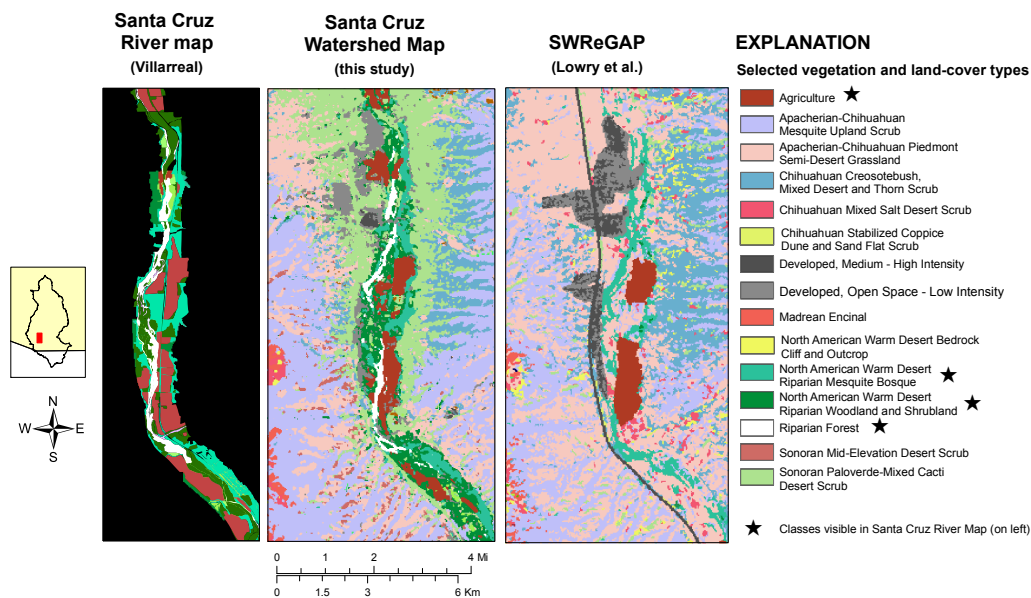 Santa Cruz
River map
(Villarreal)
Santa Cruz
Watershed Map
(this study)
SWReGAP
(Lowry et al.)
EXPLANATION
Selected vegetation and land-cover types
Agriculture
Apacherian-Chihuahuan
Mesquite Upland Scrub
Apacherian-Chihuahuan Piedmont
Semi-Desert Grassland
Chihuahuan Creosotebush,
Mixed Desert and Thorn Scrub
Chihuahuan Mixed Salt Desert Scrub
Chihuahuan Stabilized Coppice
Dune and Sand Flat Scrub
Developed, Medium - High Intensity
Developed, Open Space - Low Intensity
Madrean Encinal
North American Warm Desert Bedrock
Cliff and Outcrop
North American Warm Desert
Riparian Mesquite Bosque
North American Warm Desert
Riparian Woodland and Shrubland
Riparian Forest
Sonoran Mid-Elevation Desert Scrub
Sonoran Paloverde-Mixed Cacti
Desert Scrub
Classes visible in Santa Cruz River Map (on left)
N
W E
S
0 2 4 Mi
0 1.5 3 6 Km